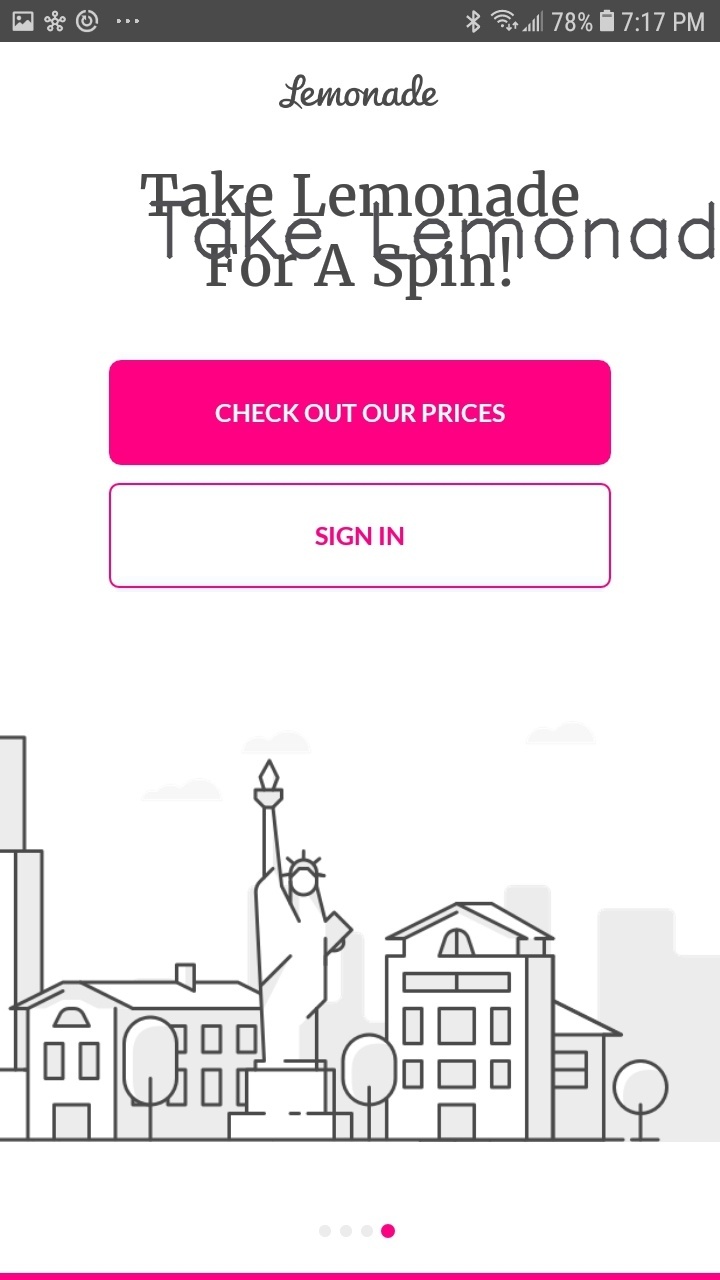 78% 7:17 PM
Lemonade
Take Lemonade
Take Lemonad
For A Spin!
CHECK OUT OUR PRICES
SIGN IN